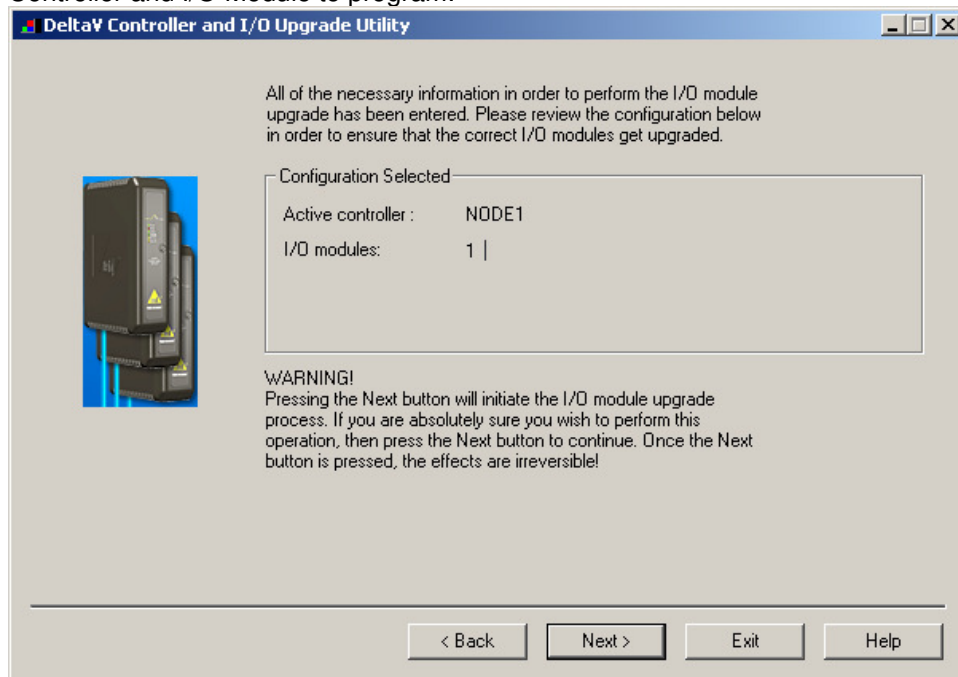 Controller and I/O Module to program.
DeltaV Controller and I/O Upgrade Utility
All of the necessary information in order to perform the I/O module
upgrade has been entered. Please review the configuration below
in order to ensure that the correct I/O modules get upgraded.
Configuration Selected
Active controller :   NODE1
I/O modules:   1 |
WARNING!
Pressing the Next button will initiate the I/O module upgrade
process. If you are absolutely sure you wish to perform this
operation, then press the Next button to continue. Once the Next
button is pressed, the effects are irreversible!
< Back   Next >   Exit   Help